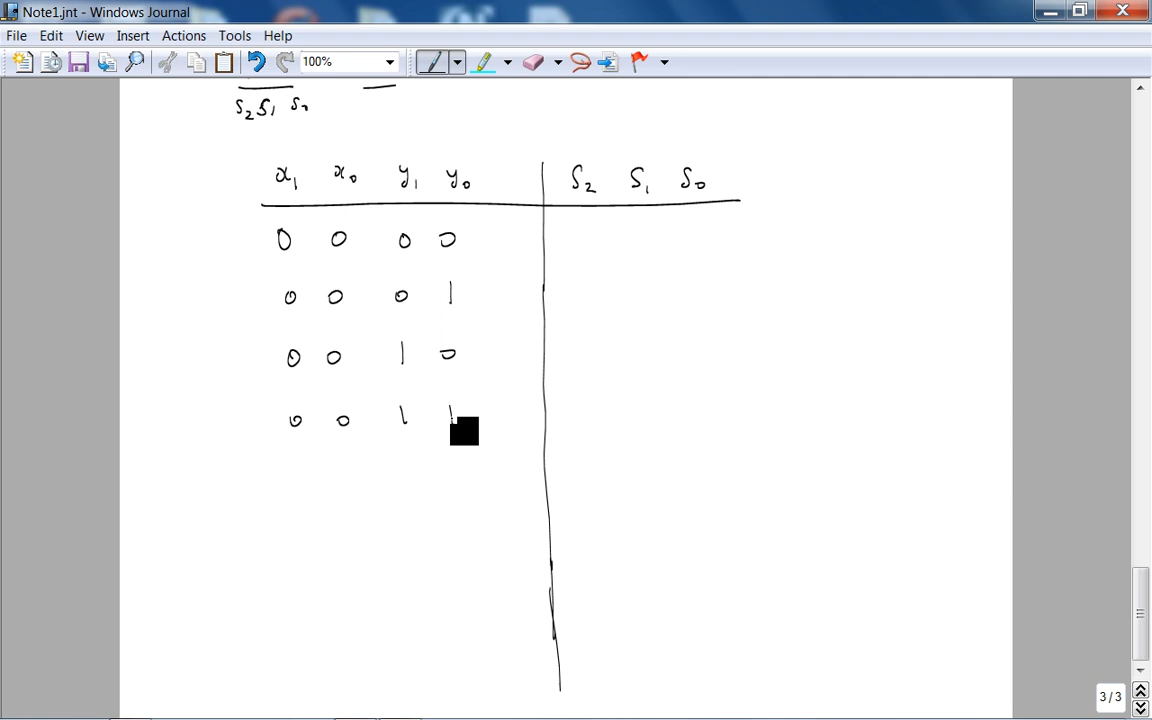 Note1.jnt - Windows Journal
File Edit View Insert Actions Tools Help
100%
S2 S1 S0
x1 x0 y1 y0 S2 S1 S0
0 0 0 0
0 0 0 1
0 0 1 0
0 0 1 1
3 / 3